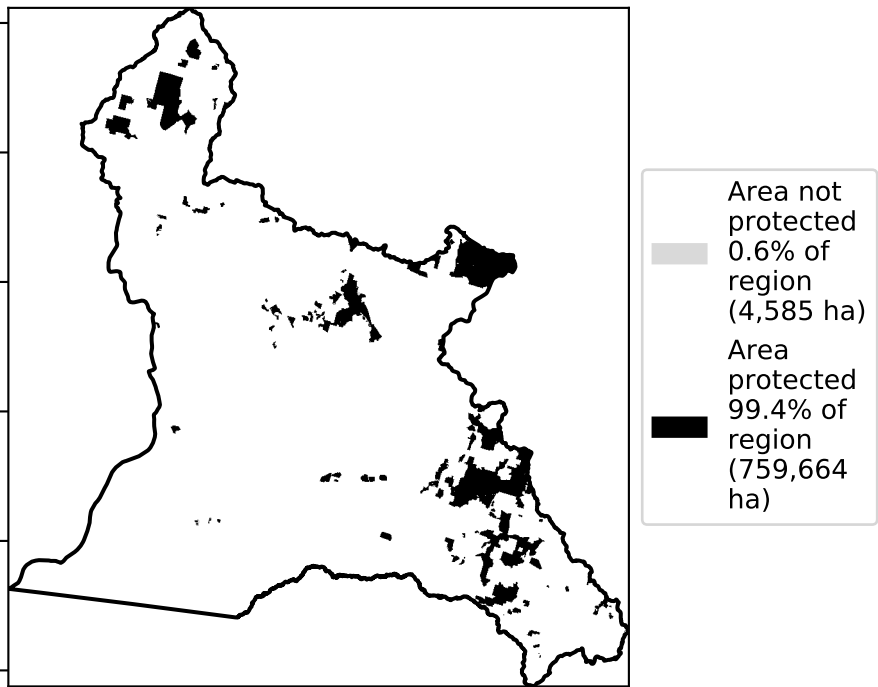 Area not
protected
0.6% of
region
(4,585 ha)
Area
protected
99.4% of
region
(759,664
ha)